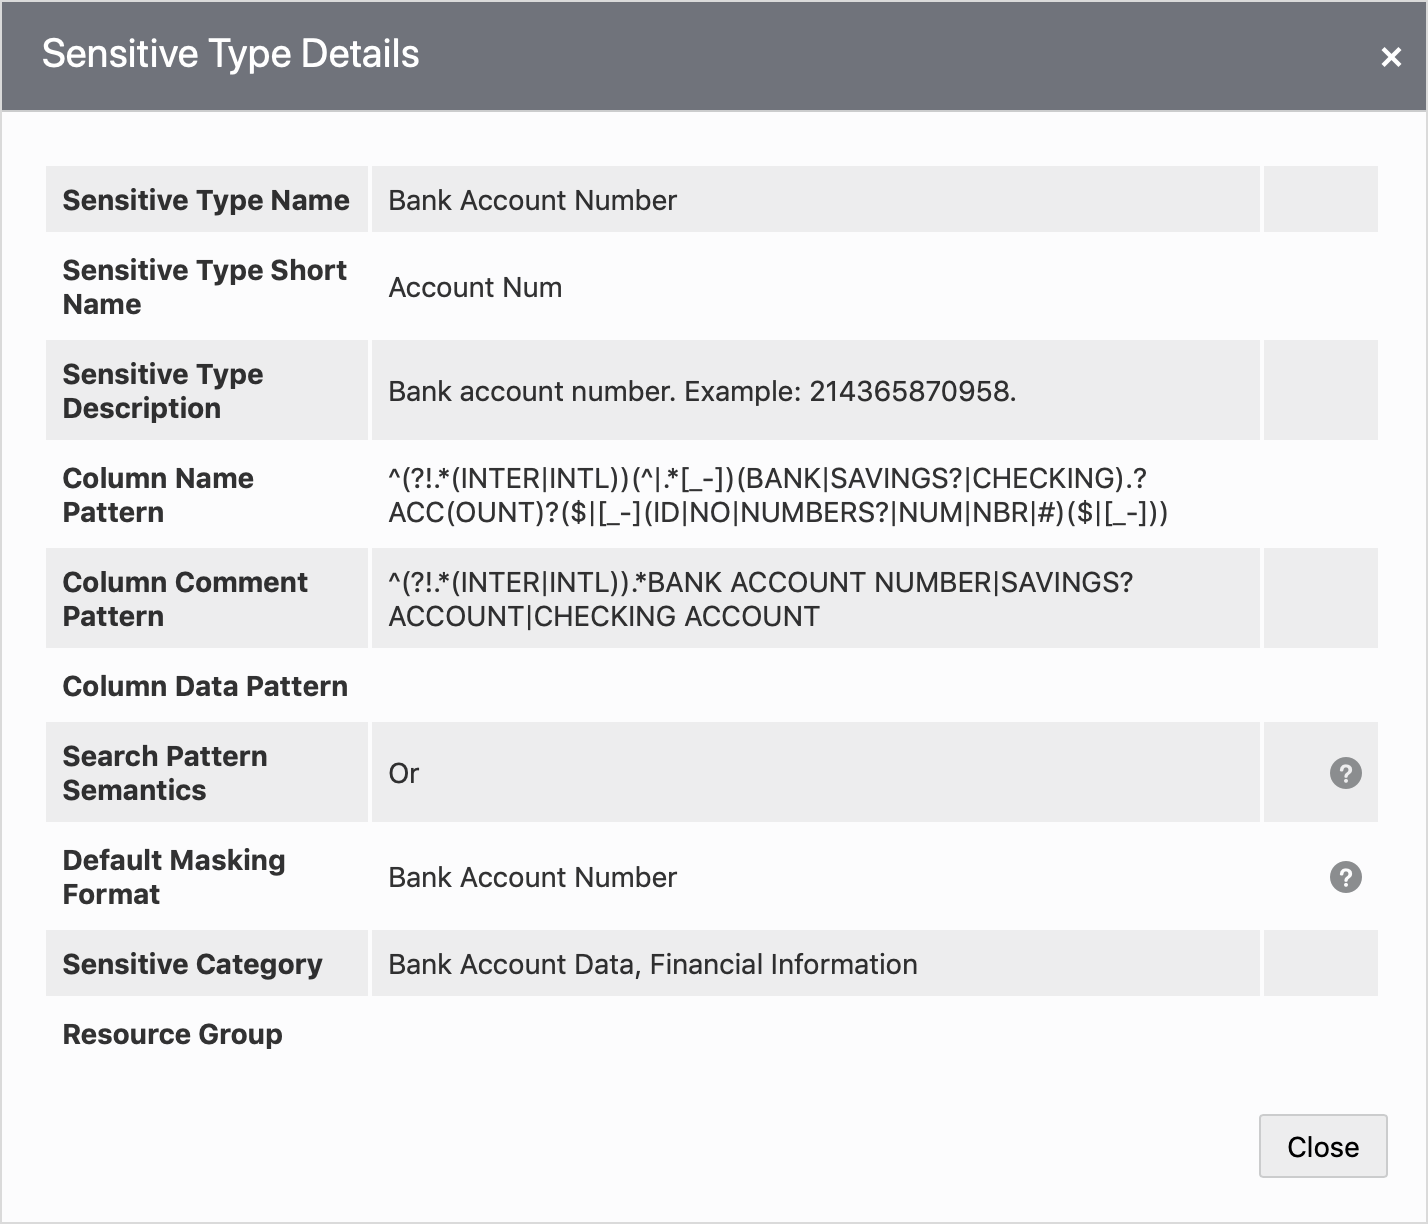 Sensitive Type Details
×
Sensitive Type Name
Bank Account Number
Sensitive Type Short
Name
Account Num
Sensitive Type
Description
Bank account number. Example: 214365870958.
Column Name
Pattern
^(?!.*(INTER|INTL))(^|.*[_-])(BANK|SAVINGS?|CHECKING).?
ACC(OUNT)?($|[_-](ID|NO|NUMBERS?|NUM|NBR|#)($|[_-]))
Column Comment
Pattern
^(?!.*(INTER|INTL)).*BANK ACCOUNT NUMBER|SAVINGS?
ACCOUNT|CHECKING ACCOUNT
Column Data Pattern
Search Pattern
Semantics
Or
?
Default Masking
Format
Bank Account Number
?
Sensitive Category
Bank Account Data, Financial Information
Resource Group
Close